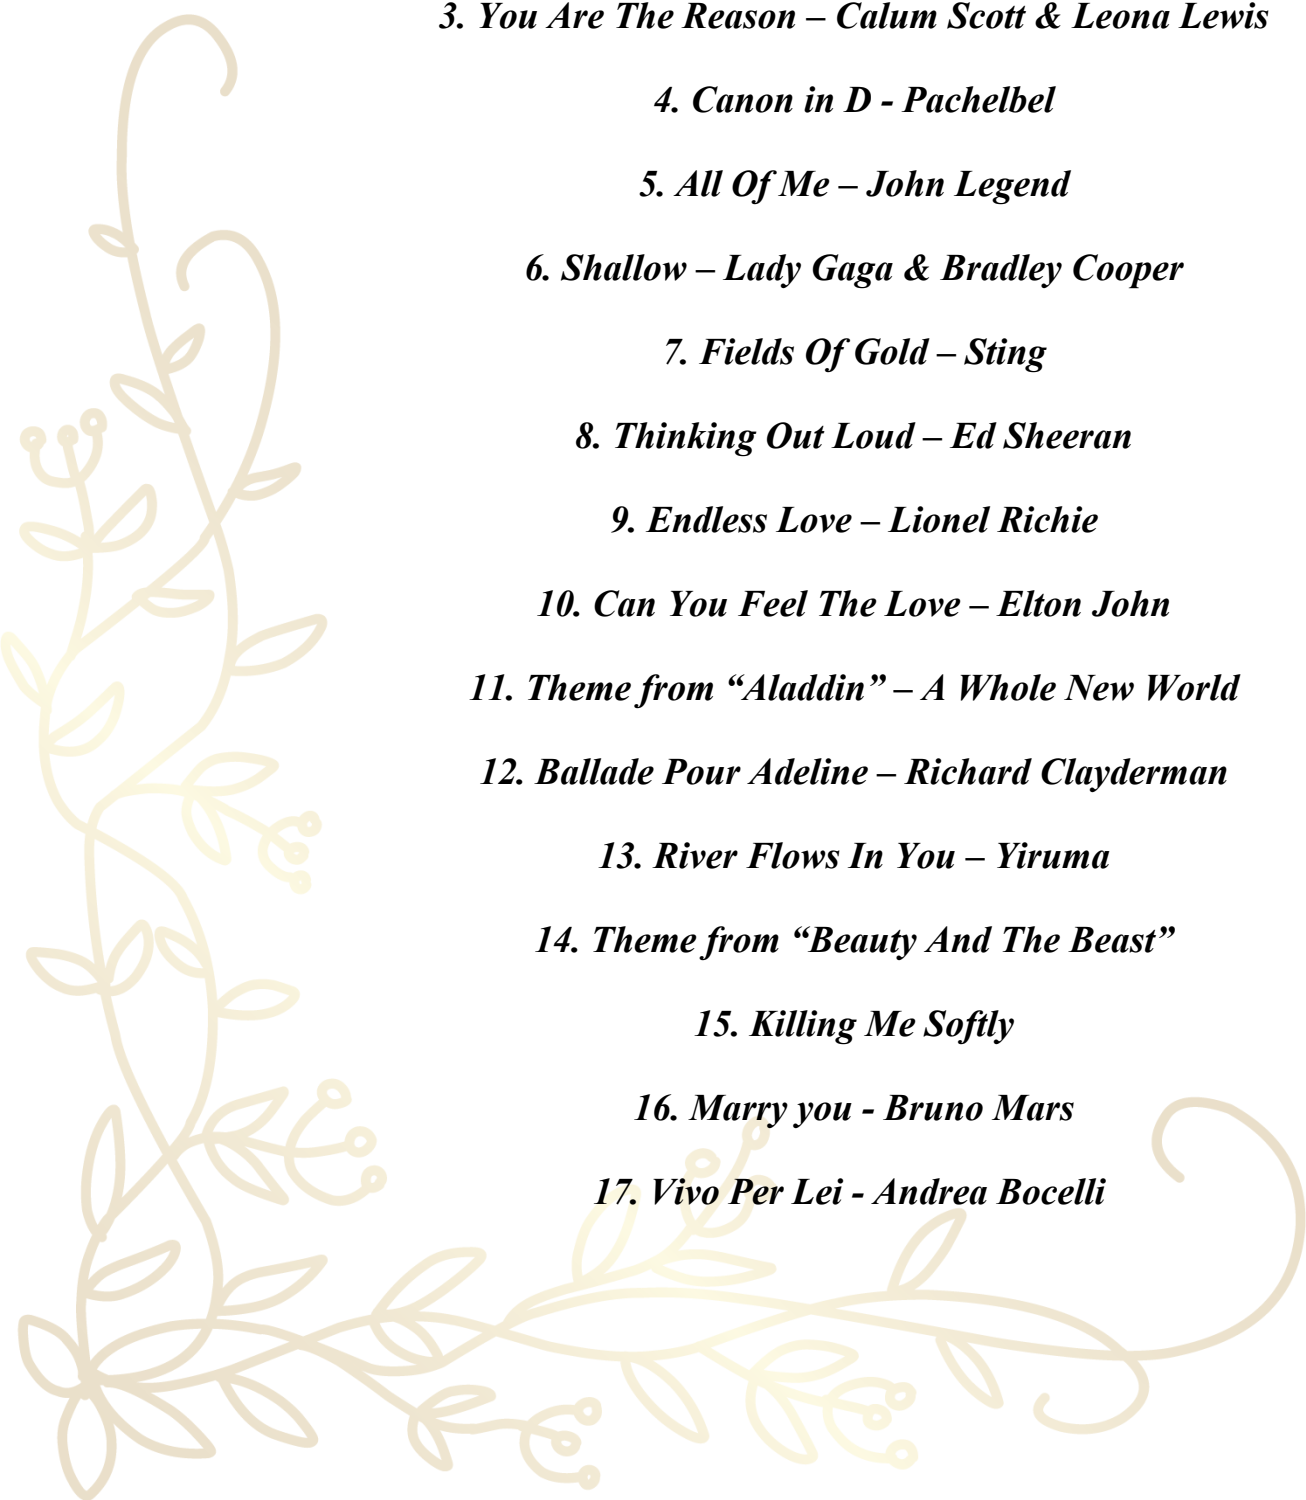 3. You Are The Reason – Calum Scott & Leona Lewis
4. Canon in D - Pachelbel
5. All Of Me – John Legend
6. Shallow – Lady Gaga & Bradley Cooper
7. Fields Of Gold – Sting
8. Thinking Out Loud – Ed Sheeran
9. Endless Love – Lionel Richie
10. Can You Feel The Love – Elton John
11. Theme from “Aladdin” – A Whole New World
12. Ballade Pour Adeline – Richard Clayderman
13. River Flows In You – Yiruma
14. Theme from “Beauty And The Beast”
15. Killing Me Softly
16. Marry you - Bruno Mars
17. Vivo Per Lei - Andrea Bocelli